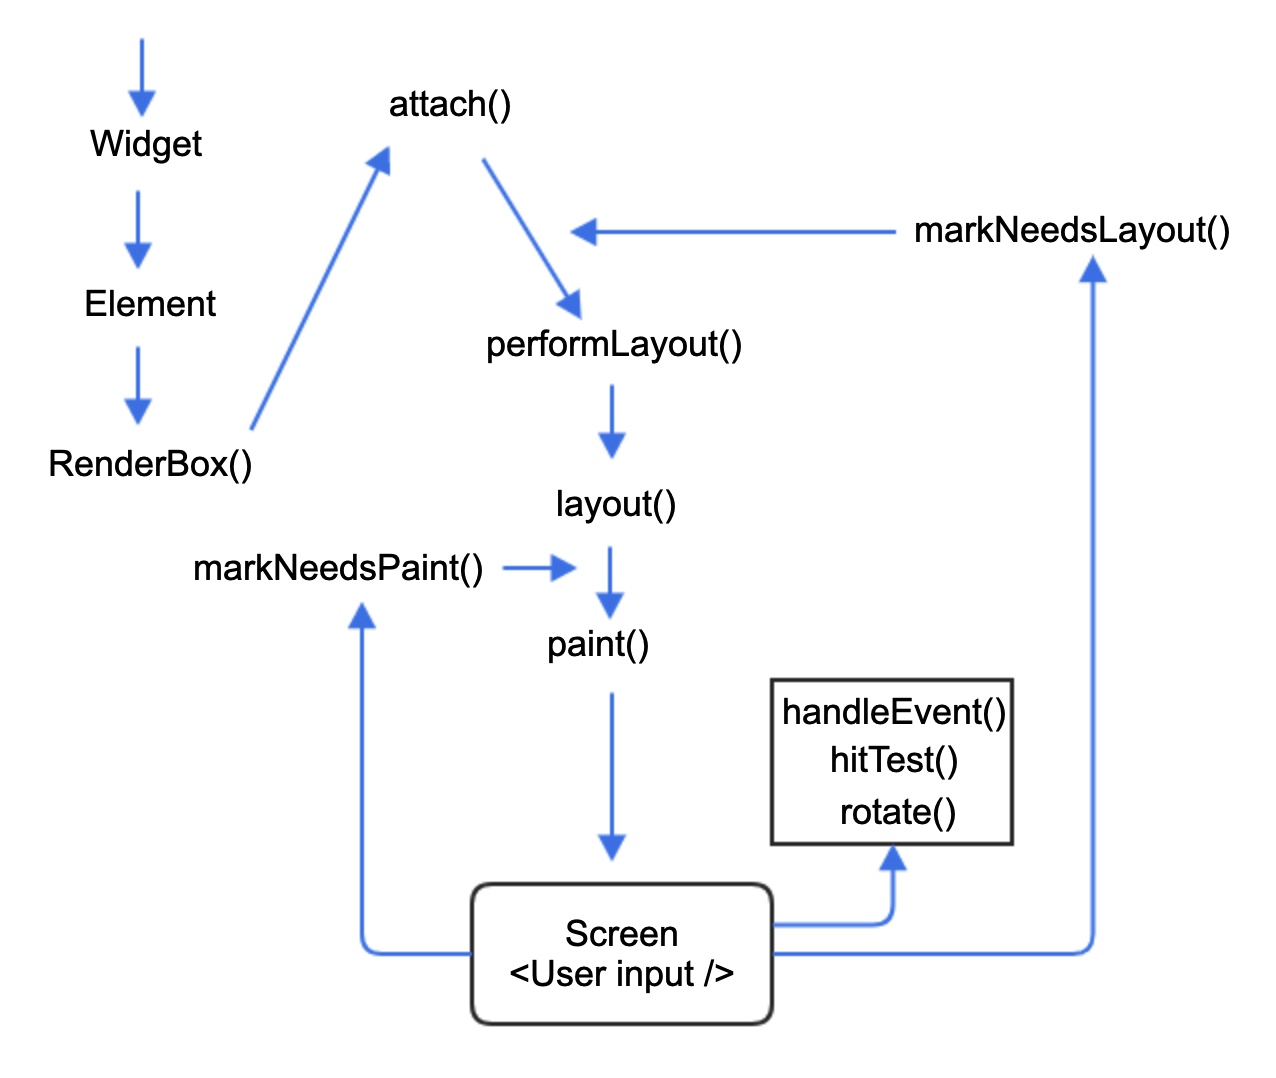 attach()
Widget
markNeedsLayout()
Element
performLayout()
RenderBox()
layout()
markNeedsPaint()
paint()
handleEvent()
hitTest()
rotate()
Screen
<User input />